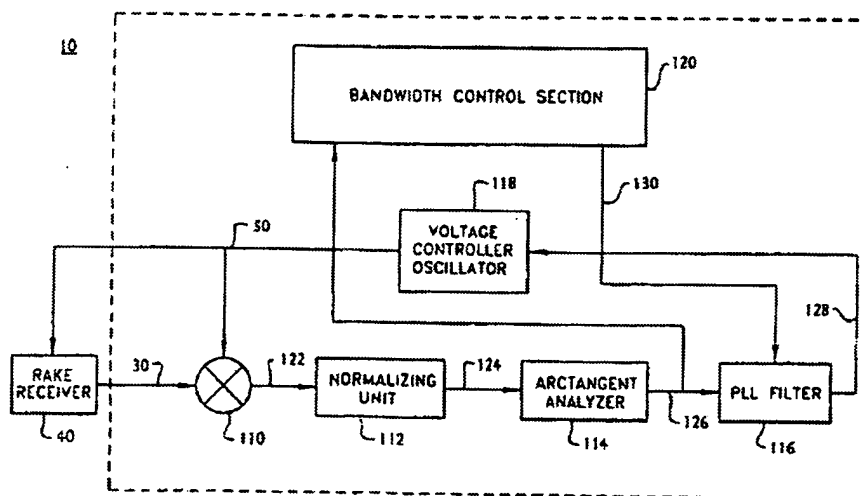 10
BANDWIDTH CONTROL SECTION
120
118
130
50
VOLTAGE
CONTROLLER
OSCILLATOR
128
RAKE
RECEIVER
30
122
NORMALIZING
UNIT
124
ARCTANGENT
ANALYZER
126
PLL FILTER
40
110
112
114
116